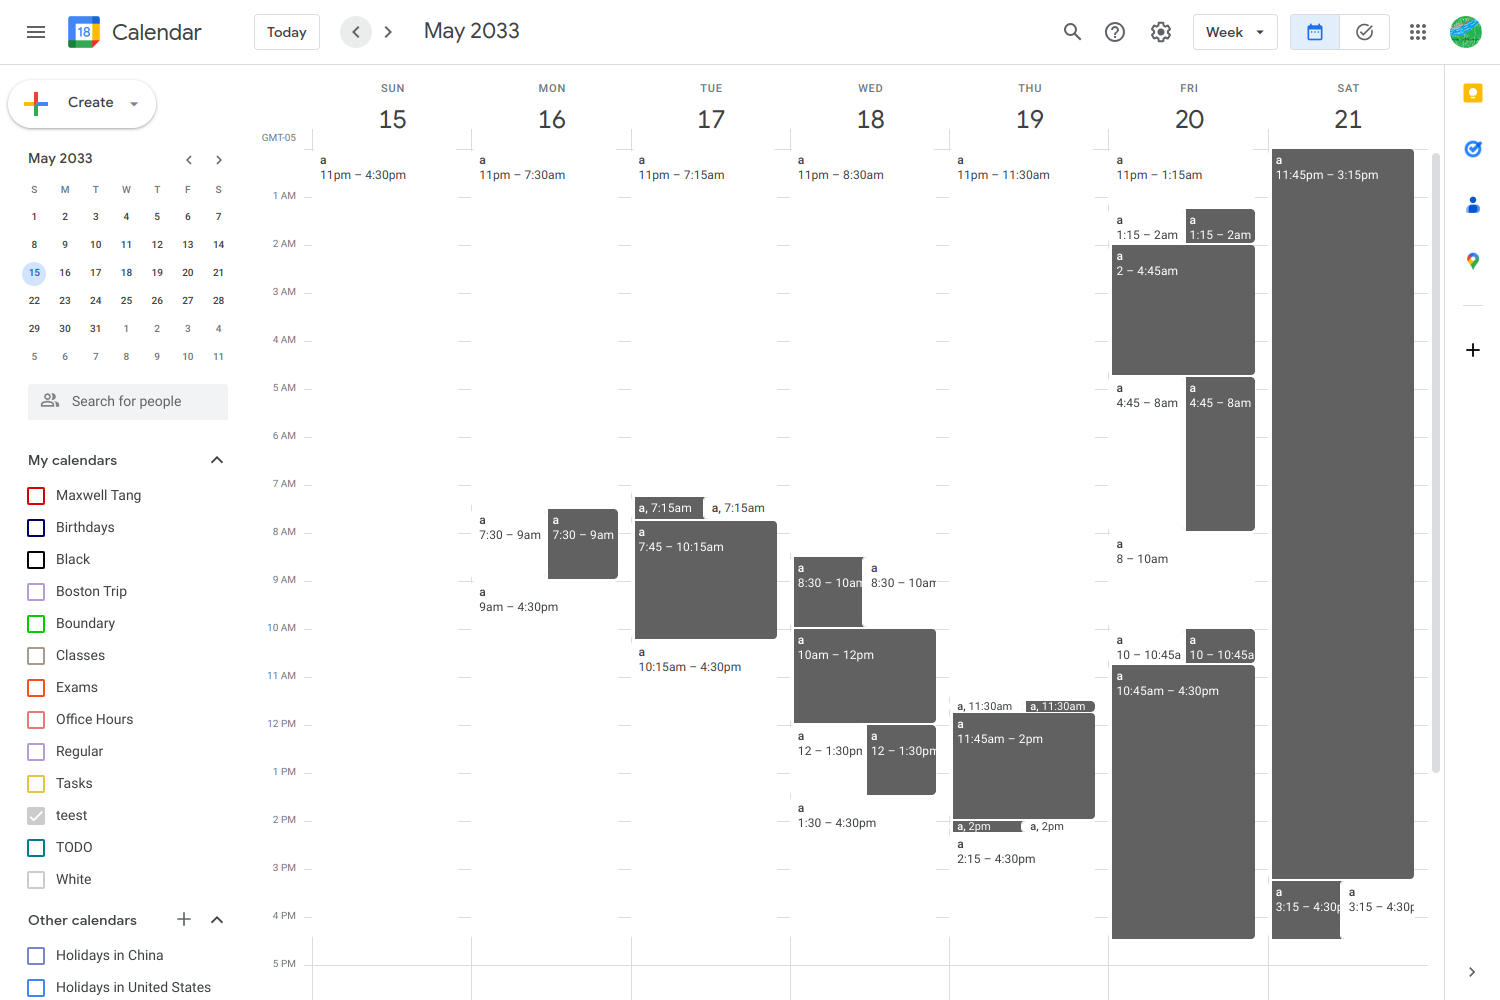 18 Calendar Today May 2033 Week
Create
May 2033
S M T W T F S
1 2 3 4 5 6 7
8 9 10 11 12 13 14
15 16 17 18 19 20 21
22 23 24 25 26 27 28
29 30 31 1 2 3 4
5 6 7 8 9 10 11
Search for people
My calendars
Maxwell Tang
Birthdays
Black
Boston Trip
Boundary
Classes
Exams
Office Hours
Regular
Tasks
teest
TODO
White
Other calendars
Holidays in China
Holidays in United States
GMT-05
1 AM
2 AM
3 AM
4 AM
5 AM
6 AM
7 AM
8 AM
9 AM
10 AM
11 AM
12 PM
1 PM
2 PM
3 PM
4 PM
5 PM
SUN
15
a
11pm – 4:30pm
MON
16
a
11pm – 7:30am
a
7:30 – 9am
a
7:30 – 9am
a
9am – 4:30pm
TUE
17
a
11pm – 7:15am
a, 7:15am
a, 7:15am
a
7:45 – 10:15am
a
10:15am – 4:30pm
WED
18
a
11pm – 8:30am
a
8:30 – 10am
a
8:30 – 10am
a
10am – 12pm
a
12 – 1:30pm
a
12 – 1:30pm
a
1:30 – 4:30pm
THU
19
a
11pm – 11:30am
a, 11:30am
a, 11:30am
a
11:45am – 2pm
a, 2pm
a, 2pm
a
2:15 – 4:30pm
FRI
20
a
11pm – 1:15am
a
1:15 – 2am
a
1:15 – 2am
a
2 – 4:45am
a
4:45 – 8am
a
4:45 – 8am
a
8 – 10am
a
10 – 10:45a
a
10 – 10:45a
a
10:45am – 4:30pm
SAT
21
a
11:45pm – 3:15pm
a
3:15 – 4:30p
a
3:15 – 4:30p